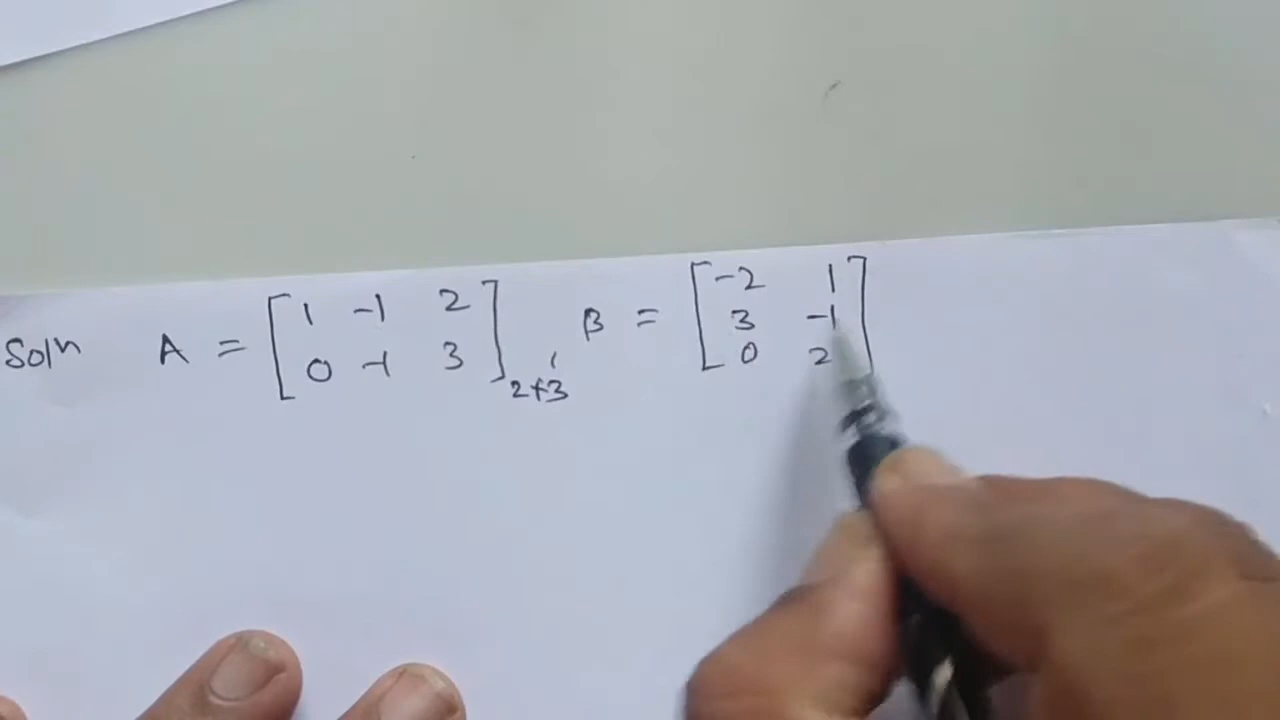 Soln A = [ 1 -1 2 ; 0 -1 3 ]2×3 , B = [ -2 1 ; 3 -1 ; 0 2 ]